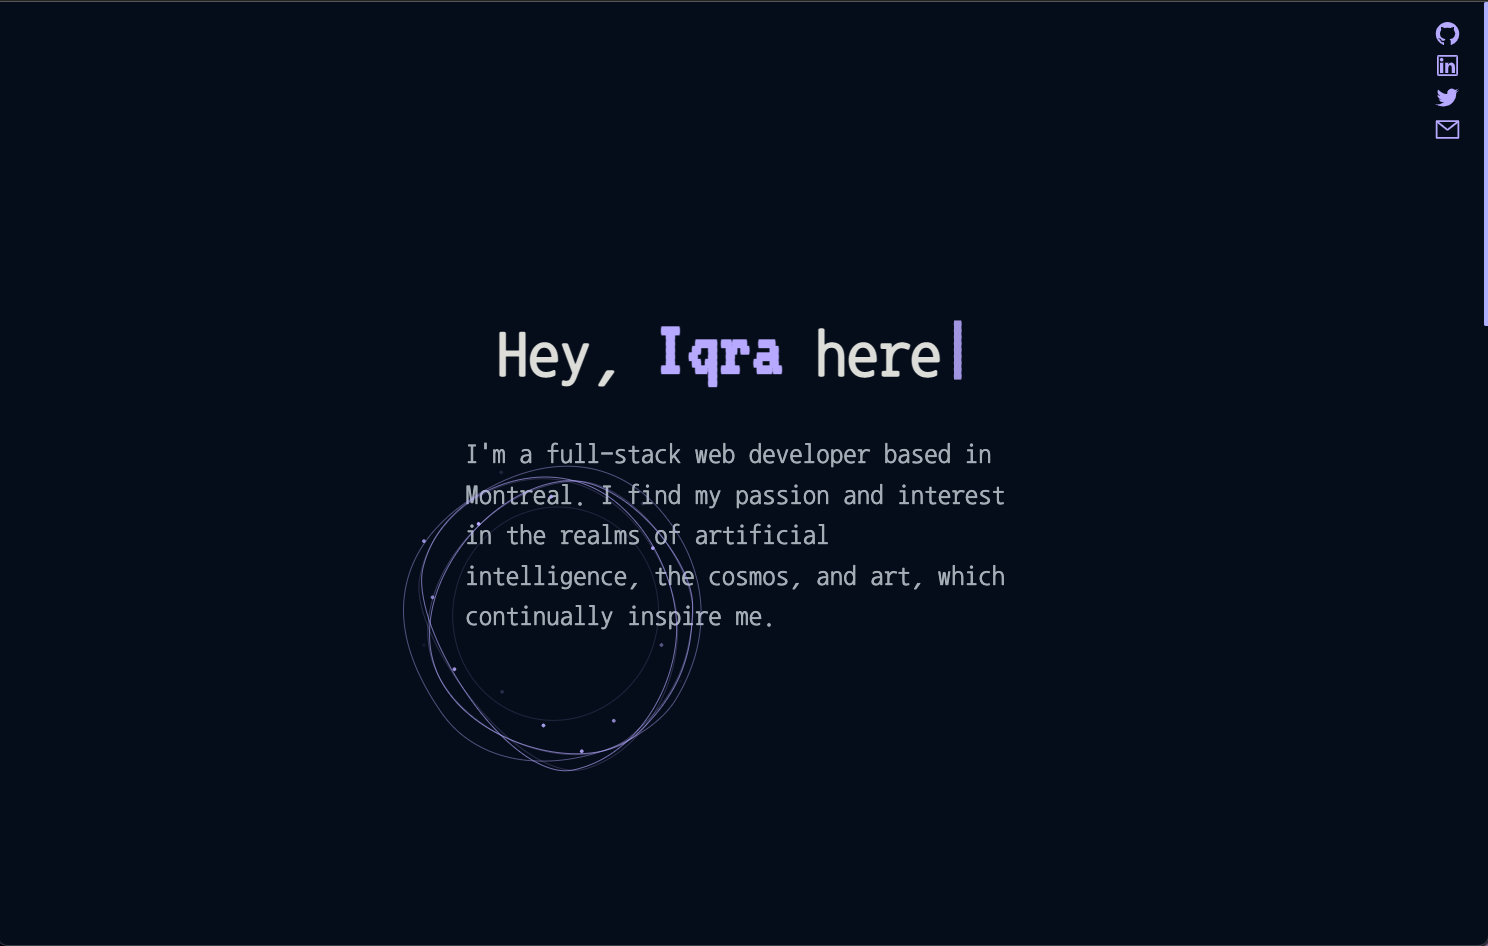 Hey, Iqra here
I'm a full-stack web developer based in
Montreal. I find my passion and interest
in the realms of artificial
intelligence, the cosmos, and art, which
continually inspire me.